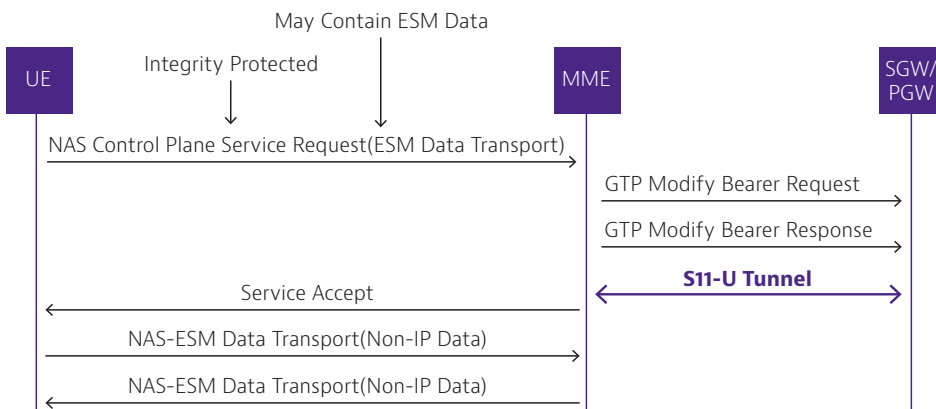 May Contain ESM Data
Integrity Protected
UE
MME
SGW/
PGW
NAS Control Plane Service Request(ESM Data Transport)
GTP Modify Bearer Request
GTP Modify Bearer Response
S11-U Tunnel
Service Accept
NAS-ESM Data Transport(Non-IP Data)
NAS-ESM Data Transport(Non-IP Data)